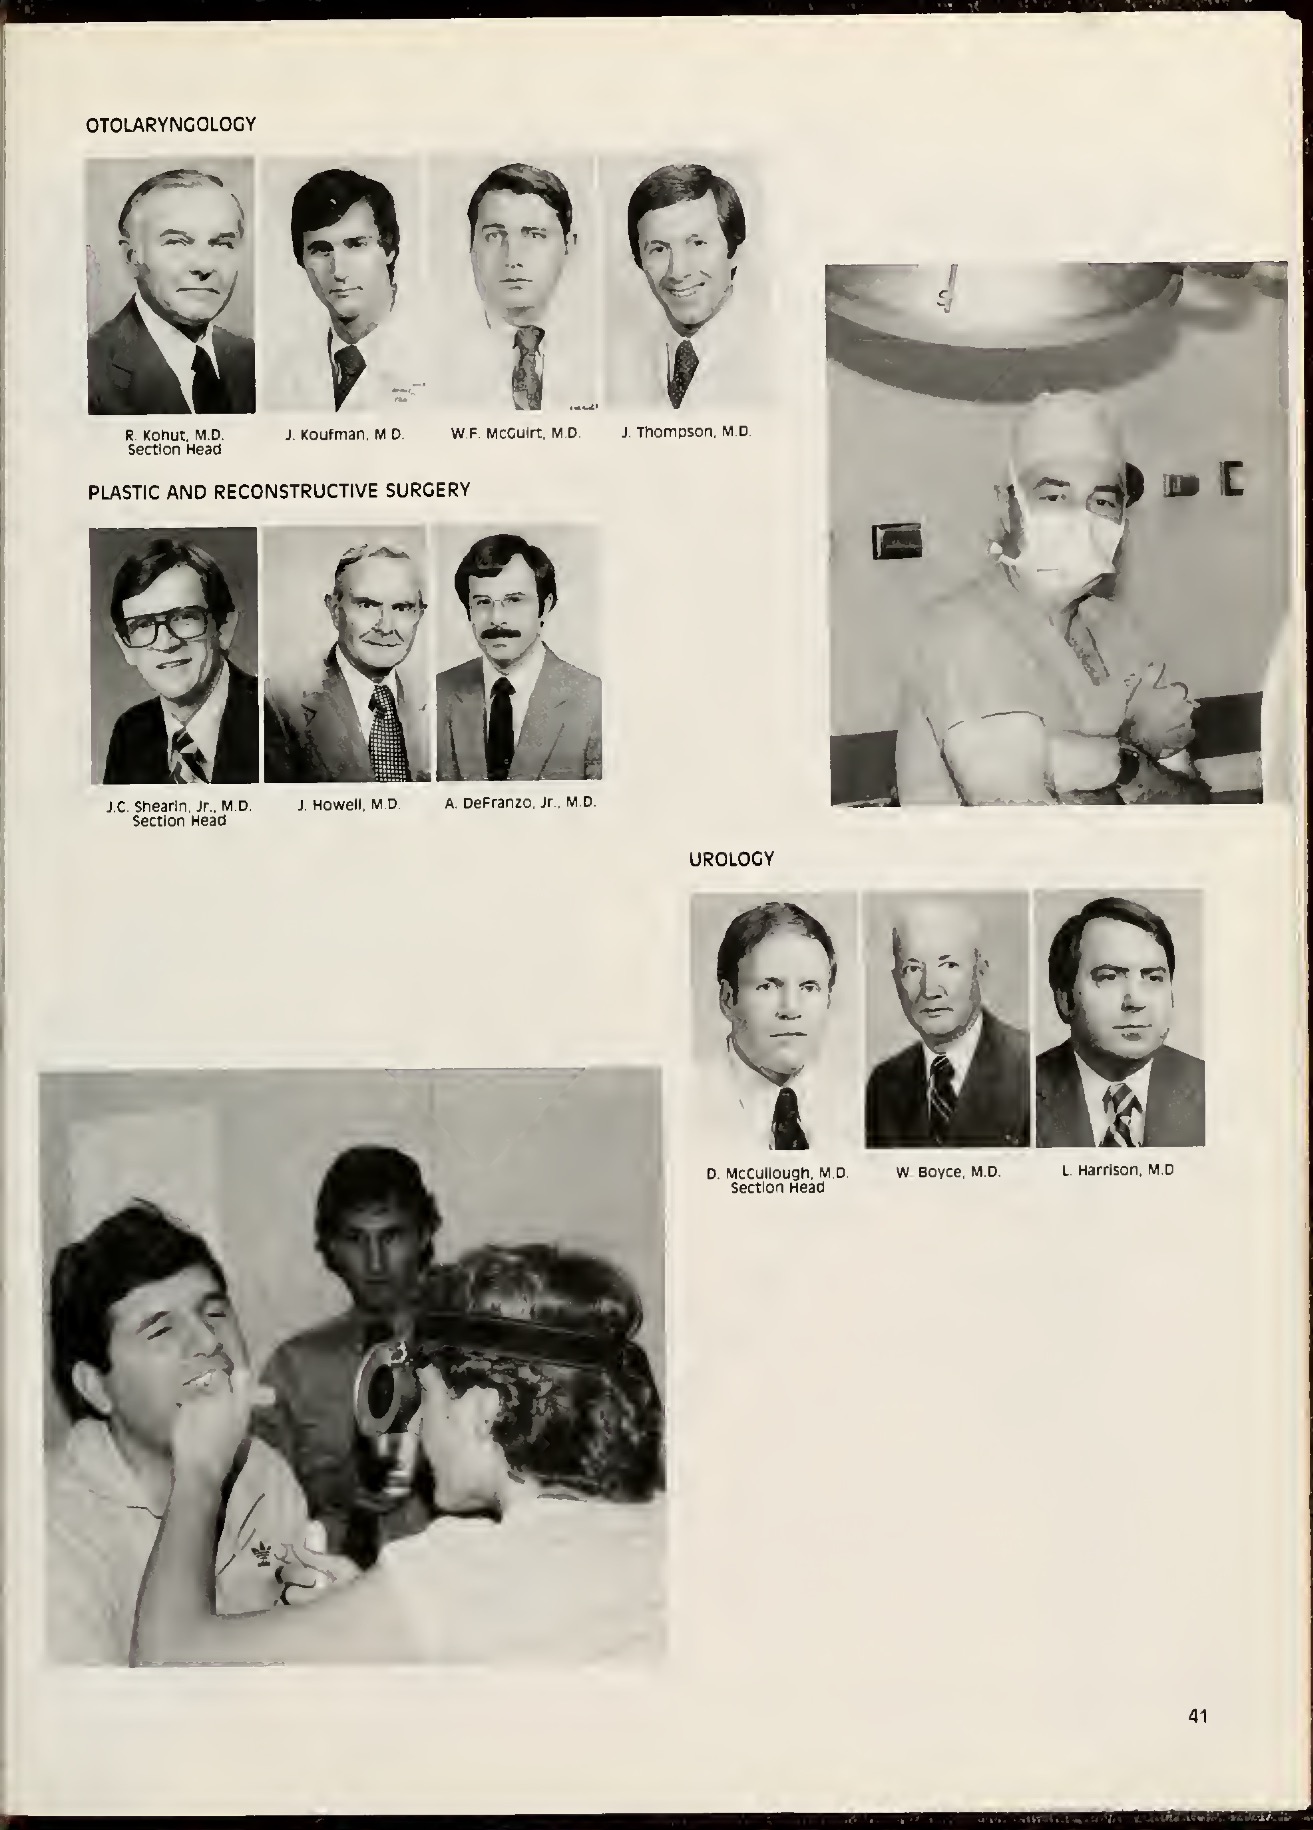 OTOLARYNGOLOGY
R. Kohut, M.D.
Section Head
J. Koufman, M D.
W.F. McGuirt, M.D.
J. Thompson, M.D.
PLASTIC AND RECONSTRUCTIVE SURGERY
J.C. Shearin, Jr., M.D.
Section Head
J. Howell, M.D.
A. DeFranzo, Jr., M.D.
UROLOGY
D. McCullough, M.D.
Section Head
W. Boyce, M.D.
L. Harrison, M.D
41